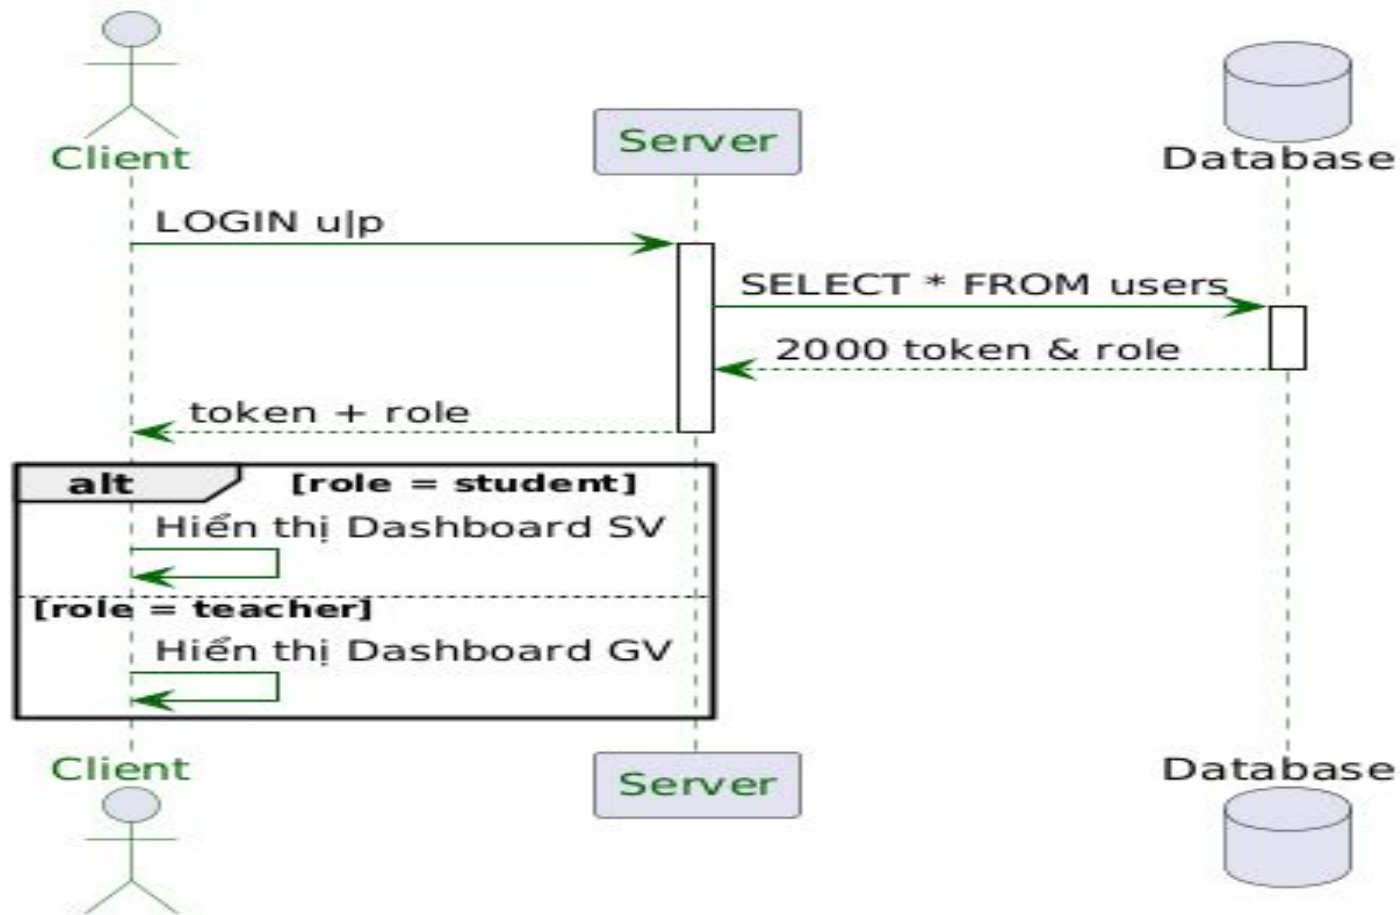 Client
Server
Database
LOGIN u|p
SELECT * FROM users
2000 token & role
token + role
alt [role = student]
Hiển thị Dashboard SV
[role = teacher]
Hiển thị Dashboard GV
Client
Server
Database